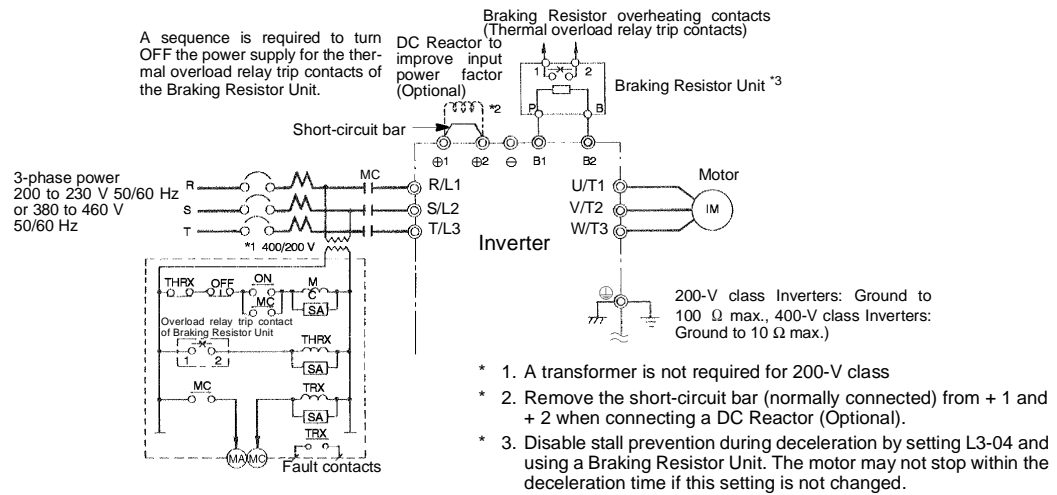 Braking Resistor overheating contacts
(Thermal overload relay trip contacts)
A sequence is required to turn
OFF the power supply for the ther-
mal overload relay trip contacts of
the Braking Resistor Unit.
DC Reactor to
improve input
power factor
(Optional)
1 2
Braking Resistor Unit *3
P B
*2
Short-circuit bar
⊕1 ⊕2 ⊖ B1 B2
3-phase power
200 to 230 V 50/60 Hz
or 380 to 460 V
50/60 Hz
R
S
T
MC
R/L1
S/L2
T/L3
U/T1
V/T2
W/T3
Motor
IM
Inverter
*1 400/200 V
THRX OFF ON
MC
M
C
SA
Overload relay trip contact
of Braking Resistor Unit
1 2
THRX
SA
MC
TRX
SA
TRX
MA MC
Fault contacts
200-V class Inverters: Ground to
100 Ω max., 400-V class Inverters:
Ground to 10 Ω max.)
* 1. A transformer is not required for 200-V class
* 2. Remove the short-circuit bar (normally connected) from + 1 and
+ 2 when connecting a DC Reactor (Optional).
* 3. Disable stall prevention during deceleration by setting L3-04 and
using a Braking Resistor Unit. The motor may not stop within the
deceleration time if this setting is not changed.